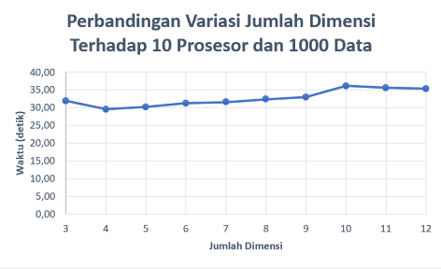 Perbandingan Variasi Jumlah Dimensi
Terhadap 10 Prosesor dan 1000 Data
40,00
35,00
30,00
25,00
20,00
15,00
10,00
5,00
0,00
Waktu (detik)
3 4 5 6 7 8 9 10 11 12
Jumlah Dimensi